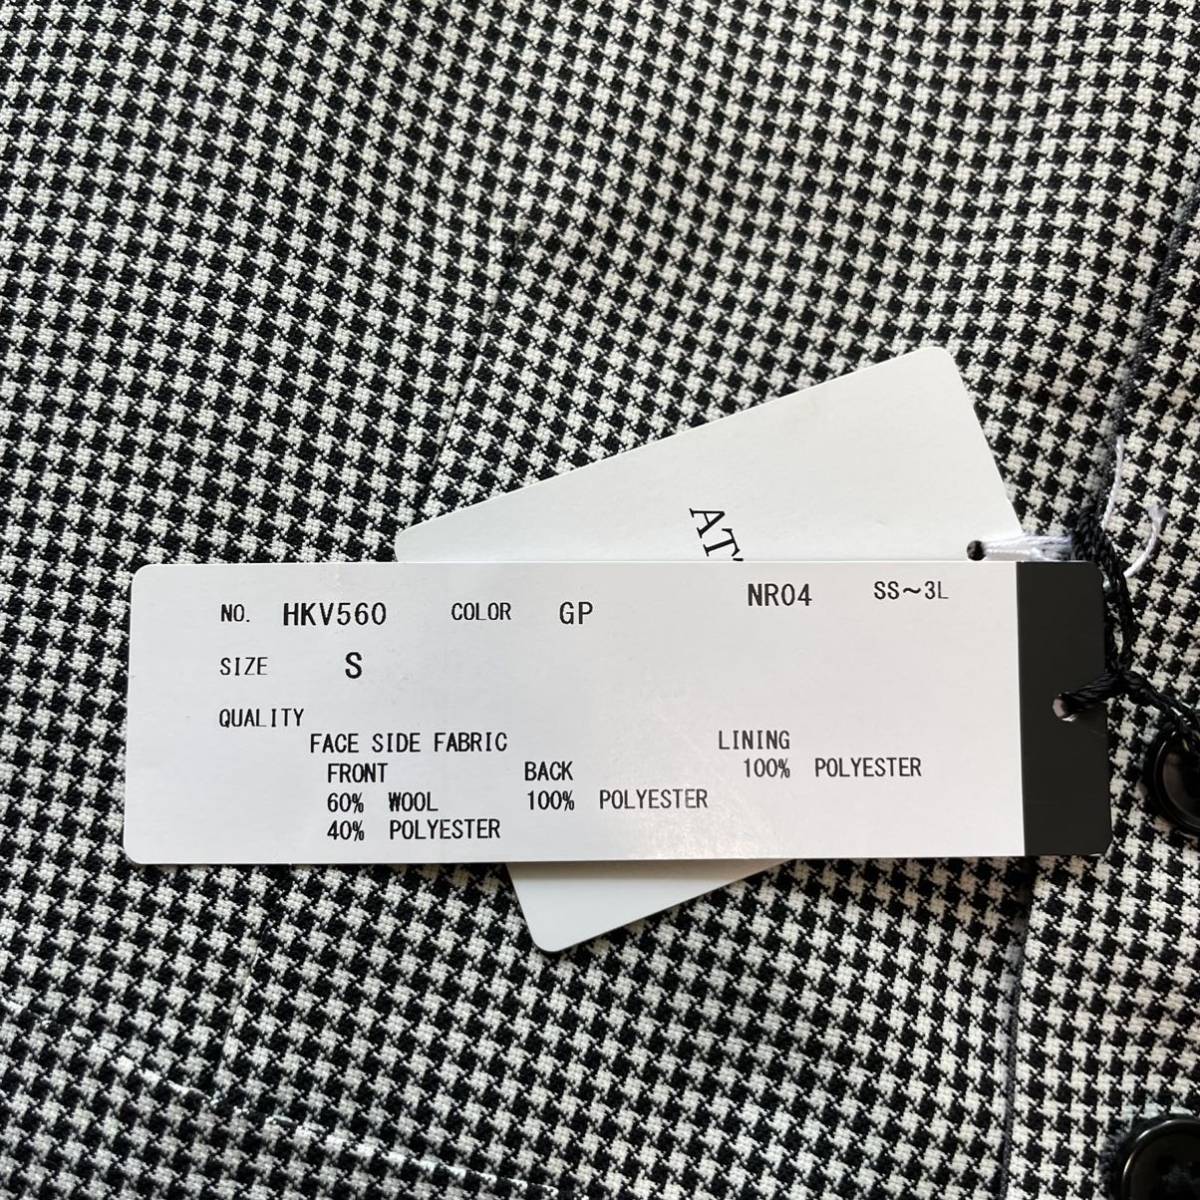 NO. HKV560 COLOR GP NR04 SS～3L
SIZE S
QUALITY
FACE SIDE FABRIC LINING
FRONT BACK 100% POLYESTER
60% WOOL 100% POLYESTER
40% POLYESTER